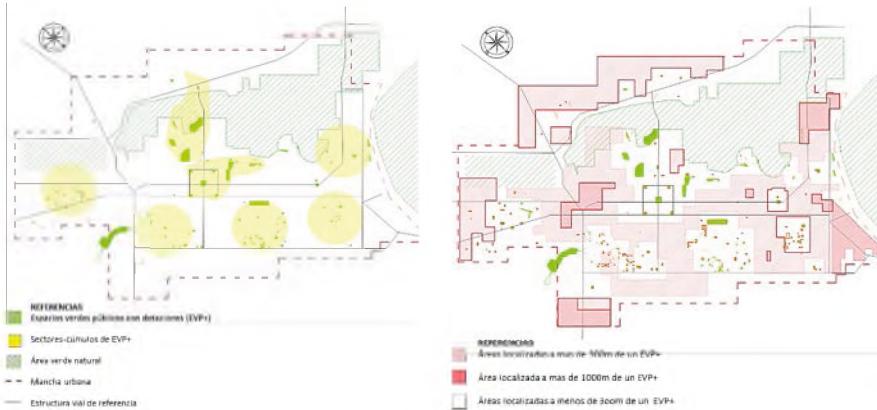 REFERENCIAS
Espacios verdes públicos con dotaciones (EVP+)
Sectores-cúmulos de EVP+
Área verde natural
Mancha urbana
Estructura vial de referencia
REFERENCIAS
Áreas localizadas a mas de 300m de un EVP+
Área localizada a mas de 1000m de un EVP+
Áreas localizadas a menos de 300m de un EVP+